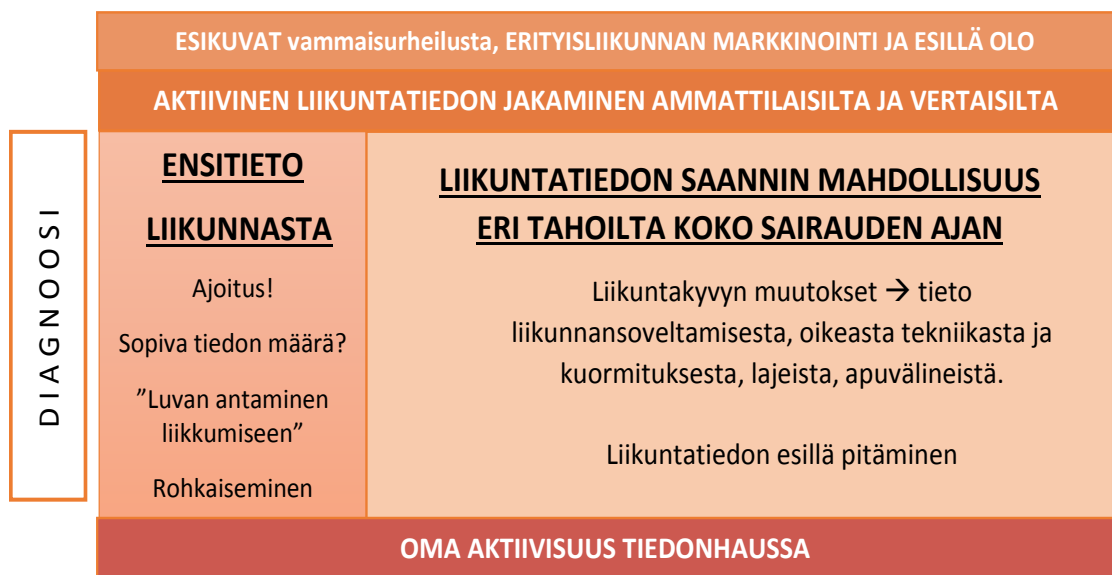 ESIKUVAT vammaisurheilusta, ERITYISLIIKUNNAN MARKKINOINTI JA ESILLÄ OLO
AKTIIVINEN LIIKUNTATIEDON JAKAMINEN AMMATTILAISILTA JA VERTAISILTA
DIAGNOOSI
ENSITIETO
LIIKUNNASTA
Ajoitus!
Sopiva tiedon määrä?
”Luvan antaminen
liikkumiseen”
Rohkaiseminen
LIIKUNTATIEDON SAANNIN MAHDOLLISUUS
ERI TAHOILTA KOKO SAIRAUDEN AJAN
Liikuntakyvyn muutokset → tieto
liikunnansoveltamisesta, oikeasta tekniikasta ja
kuormituksesta, lajeista, apuvälineistä.
Liikuntatiedon esillä pitäminen
OMA AKTIIVISUUS TIEDONHAUSSA